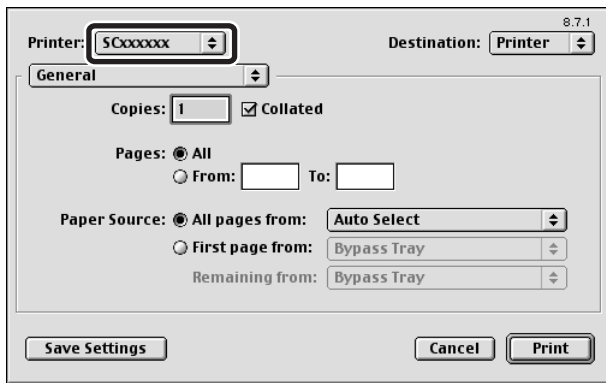 8.7.1
Printer: SCxxxxxx Destination: Printer
General
Copies: 1 Collated
Pages: All
From: To:
Paper Source: All pages from: Auto Select
First page from: Bypass Tray
Remaining from: Bypass Tray
Save Settings Cancel Print